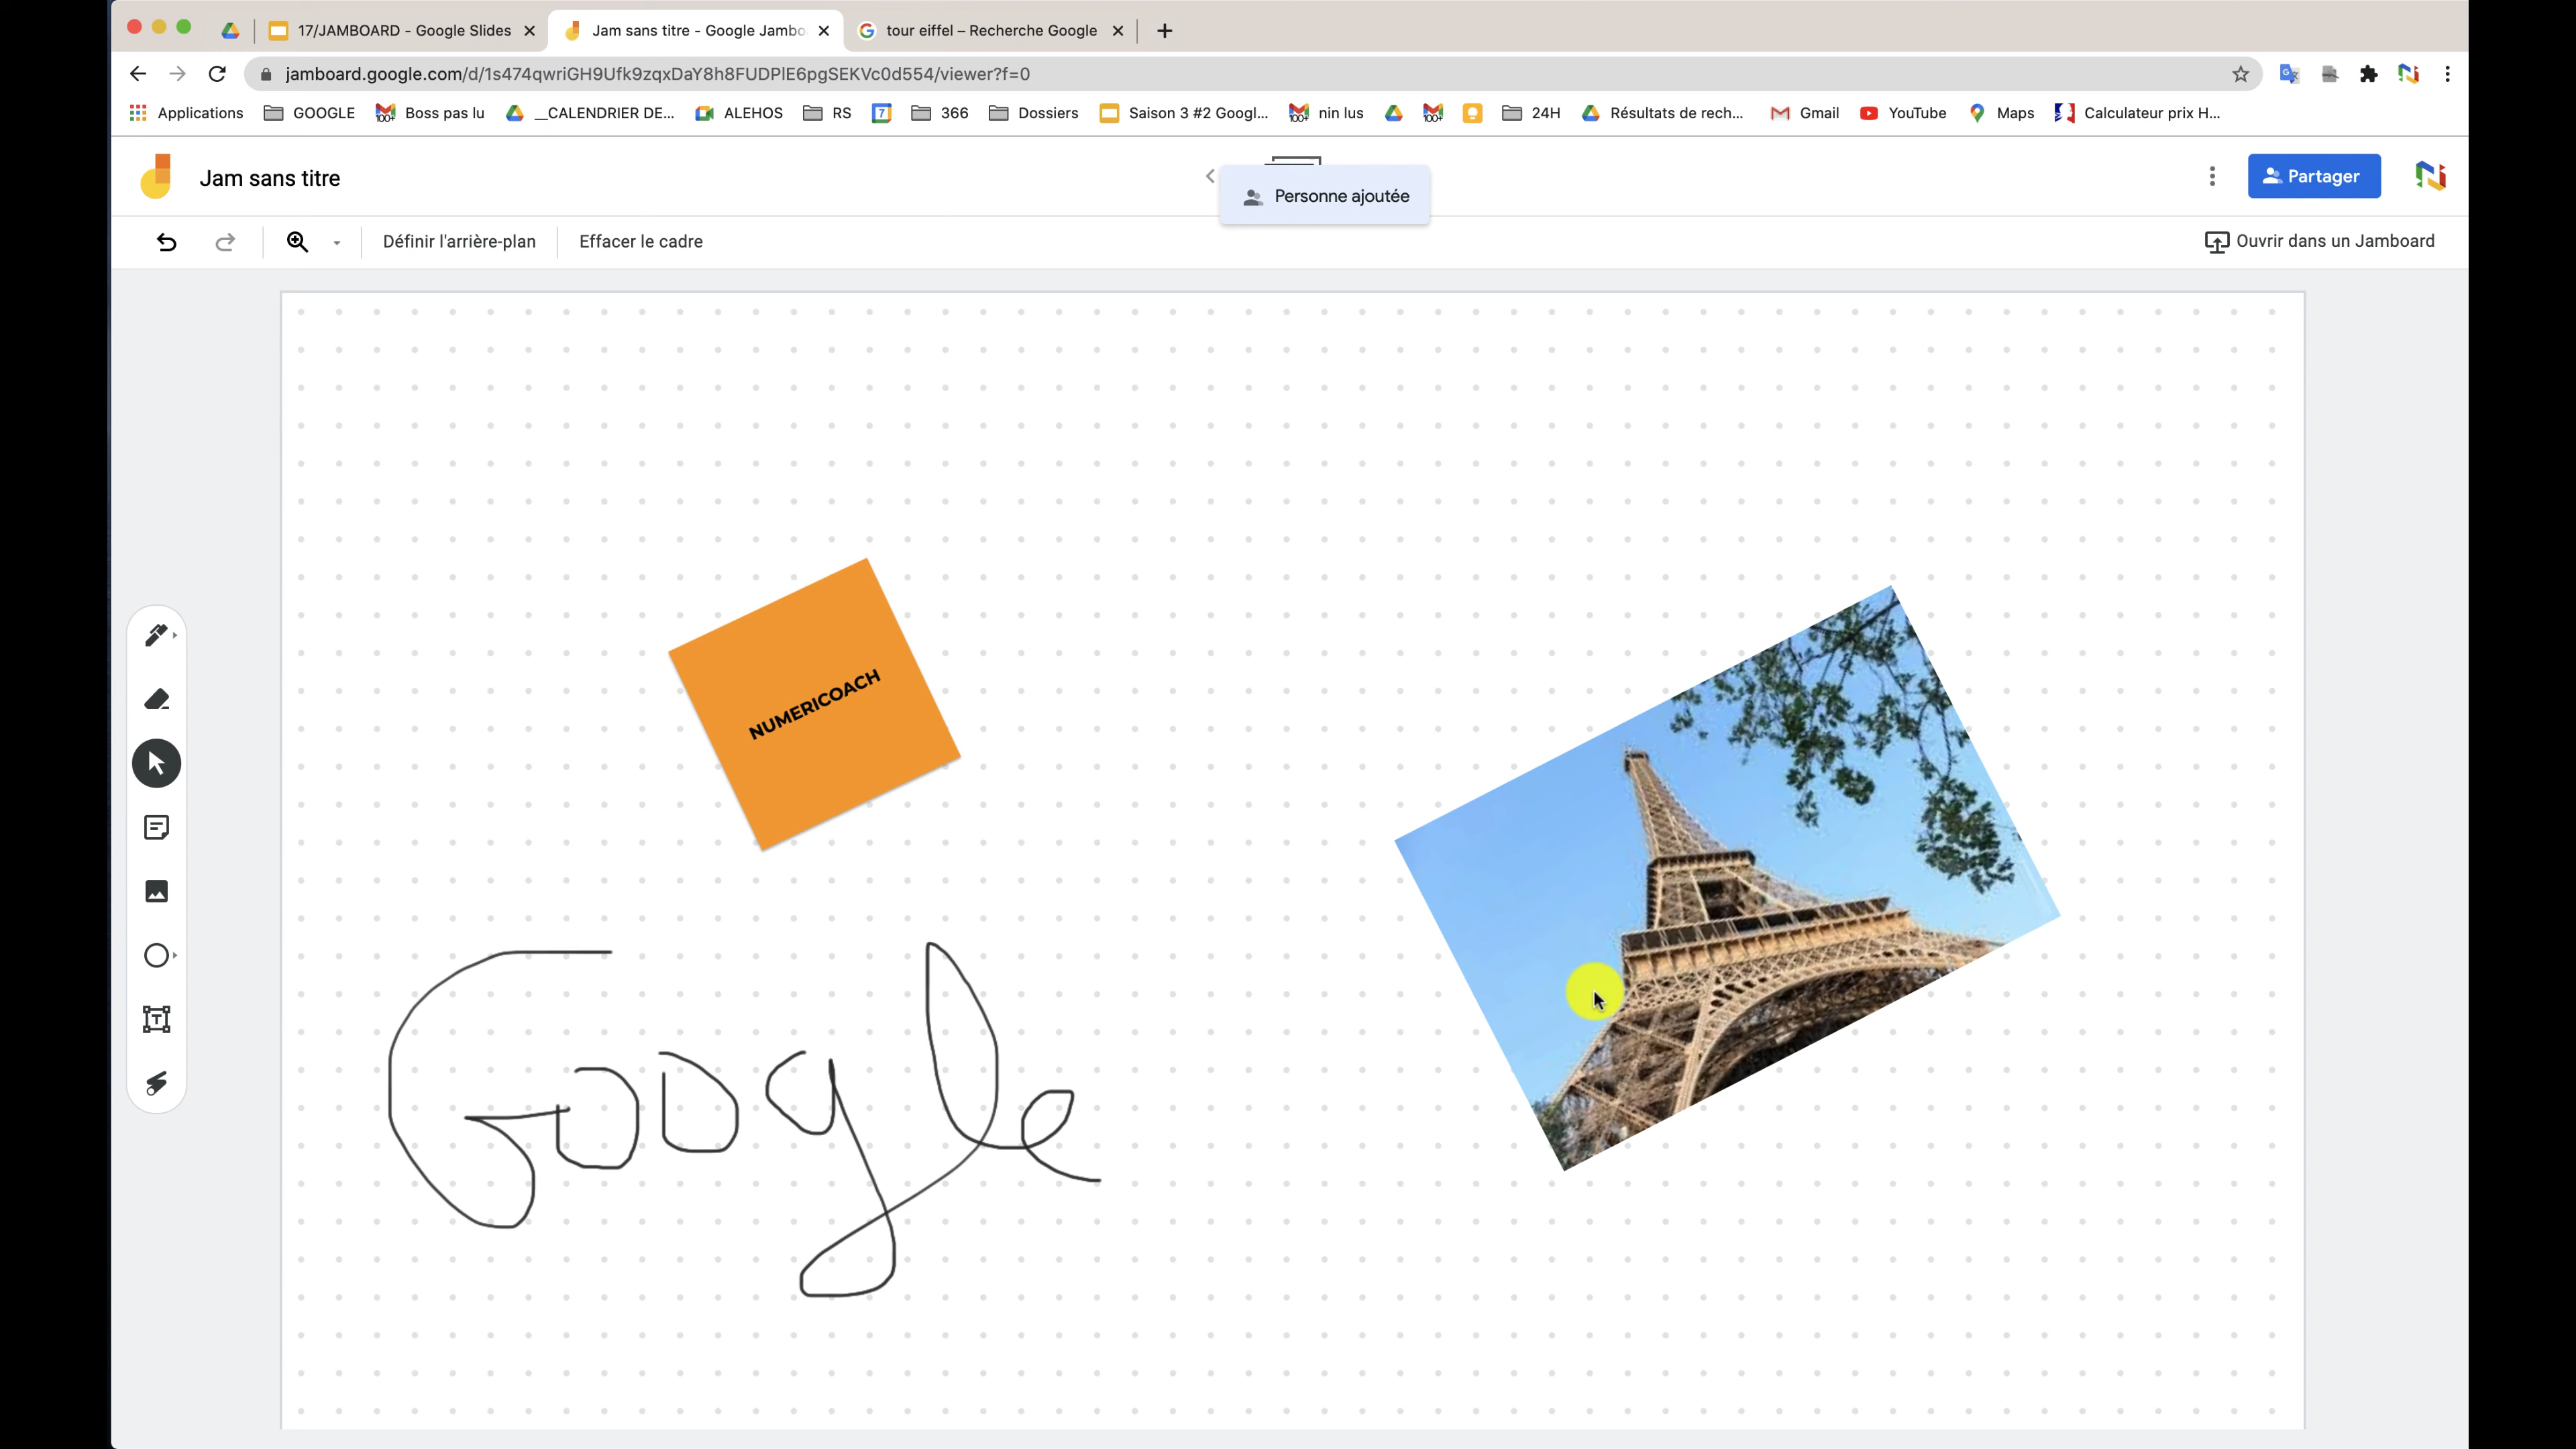 17/JAMBOARD - Google Slides
Jam sans titre - Google Jambo
tour eiffel – Recherche Google
jamboard.google.com/d/1s474qwriGH9Ufk9zqxDaY8h8FUDPlE6pgSEKVc0d554/viewer?f=0
Applications GOOGLE Boss pas lu __CALENDRIER DE... ALEHOS RS 7 366 Dossiers Saison 3 #2 Googl... nin lus 24H Résultats de rech... Gmail YouTube Maps Calculateur prix H...
Jam sans titre
Personne ajoutée
Partager
Définir l'arrière-plan
Effacer le cadre
Ouvrir dans un Jamboard
NUMERICOACH
Google